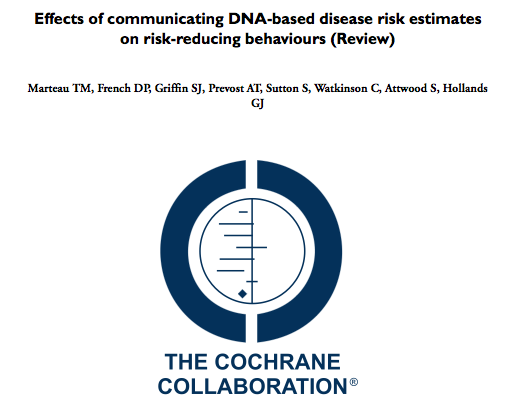 Effects of communicating DNA-based disease risk estimates
on risk-reducing behaviours (Review)
Marteau TM, French DP, Griffin SJ, Prevost AT, Sutton S, Watkinson C, Attwood S, Hollands
GJ
THE COCHRANE
COLLABORATION®